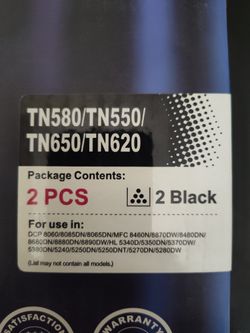 TN580/TN550/
TN650/TN620
Package Contents:
2 PCS
2 Black
For use in:
DCP 8060/8065DN/8065DN/MFC 8460N/8870DW/8480DN/
8680DN/8880DN/8890DW/HL 5340D/5350DN/5370DW/
5380DN/5240/5250DN/5250DNT/5270DN/5280DW
(List may not contain all models.)